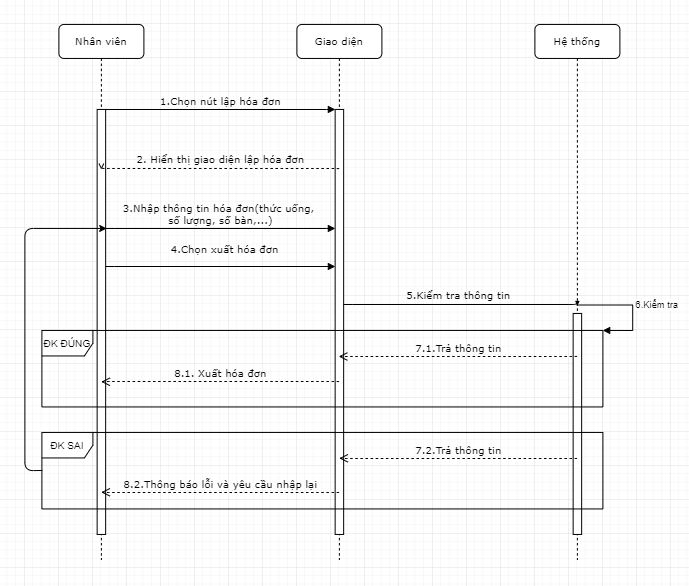 Nhân viên
Giao diện
Hệ thống
1.Chọn nút lập hóa đơn
2. Hiển thị giao diện lập hóa đơn
3.Nhập thông tin hóa đơn(thức uống,
số lượng, số bàn,...)
4.Chọn xuất hóa đơn
5.Kiểm tra thông tin
6.Kiểm tra
ĐK ĐÚNG
7.1.Trả thông tin
8.1. Xuất hóa đơn
ĐK SAI
7.2.Trả thông tin
8.2.Thông báo lỗi và yêu cầu nhập lại